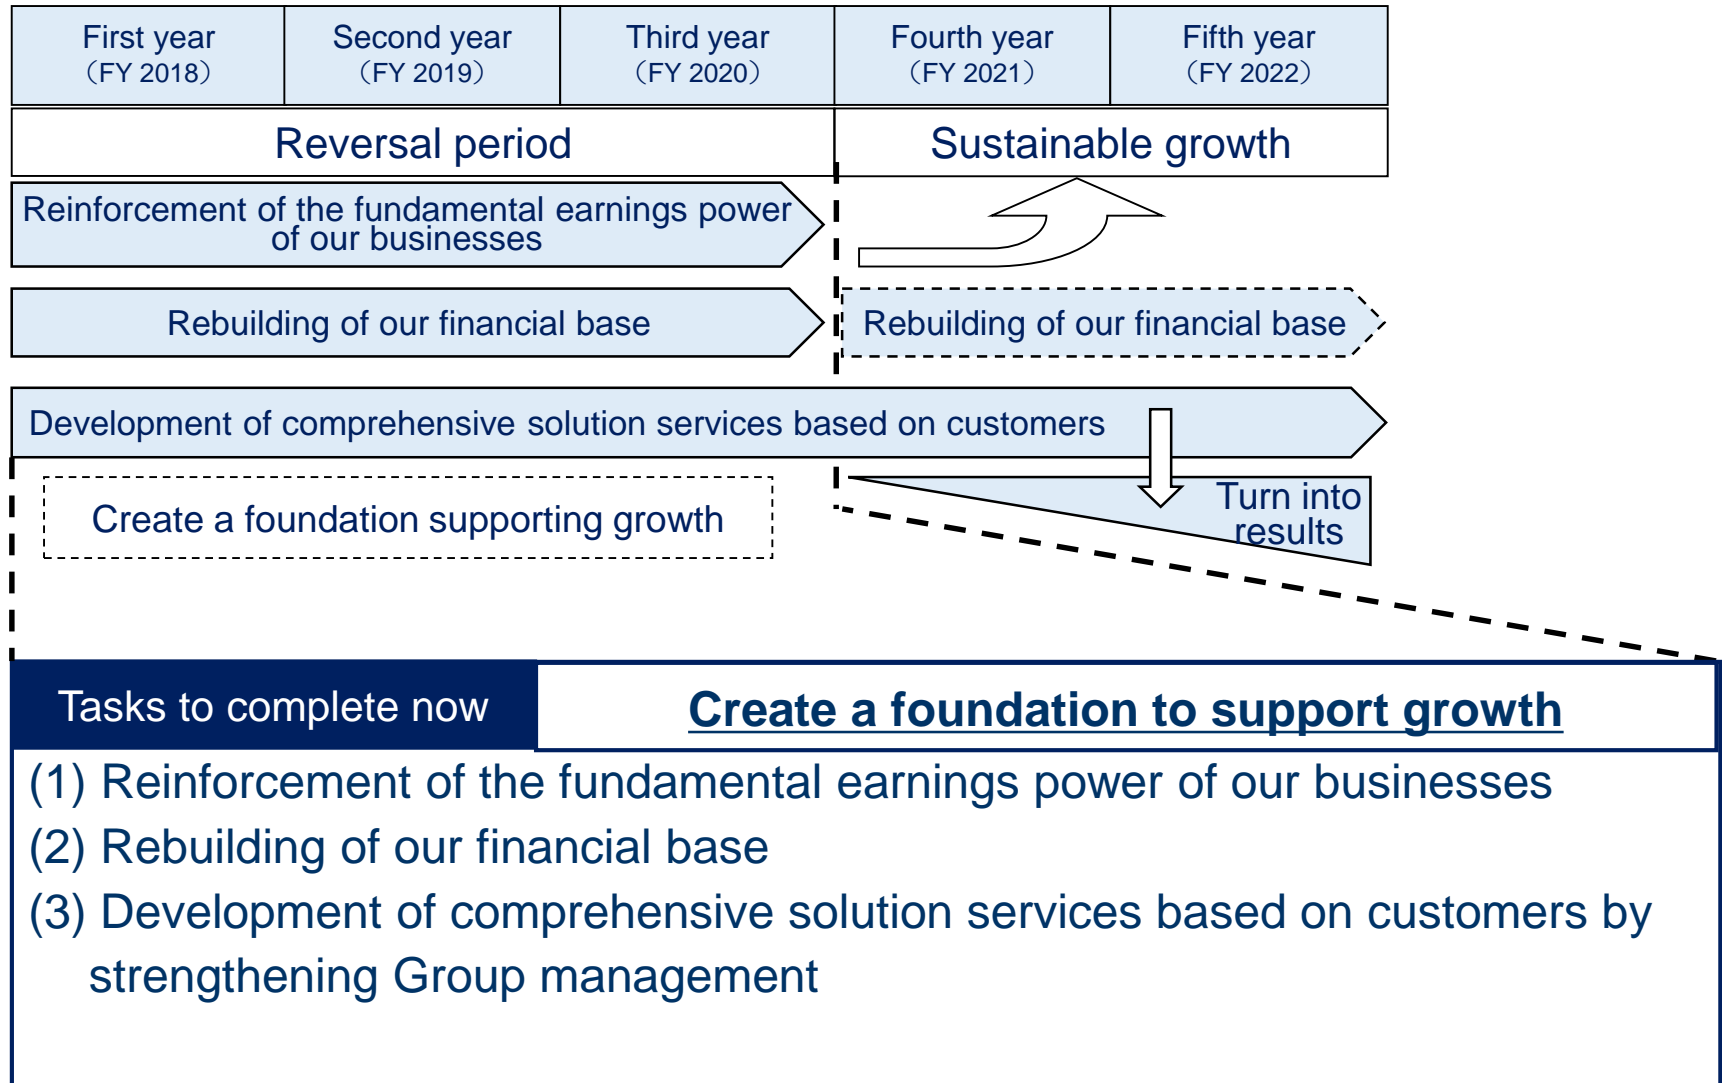 First year
（FY 2018）
Second year
（FY 2019）
Third year
（FY 2020）
Fourth year
（FY 2021）
Fifth year
（FY 2022）
Reversal period
Sustainable growth
Reinforcement of the fundamental earnings power
of our businesses
Rebuilding of our financial base
Rebuilding of our financial base
Development of comprehensive solution services based on customers
Create a foundation supporting growth
Turn into
results
Tasks to complete now
Create a foundation to support growth
(1) Reinforcement of the fundamental earnings power of our businesses
(2) Rebuilding of our financial base
(3) Development of comprehensive solution services based on customers by
strengthening Group management